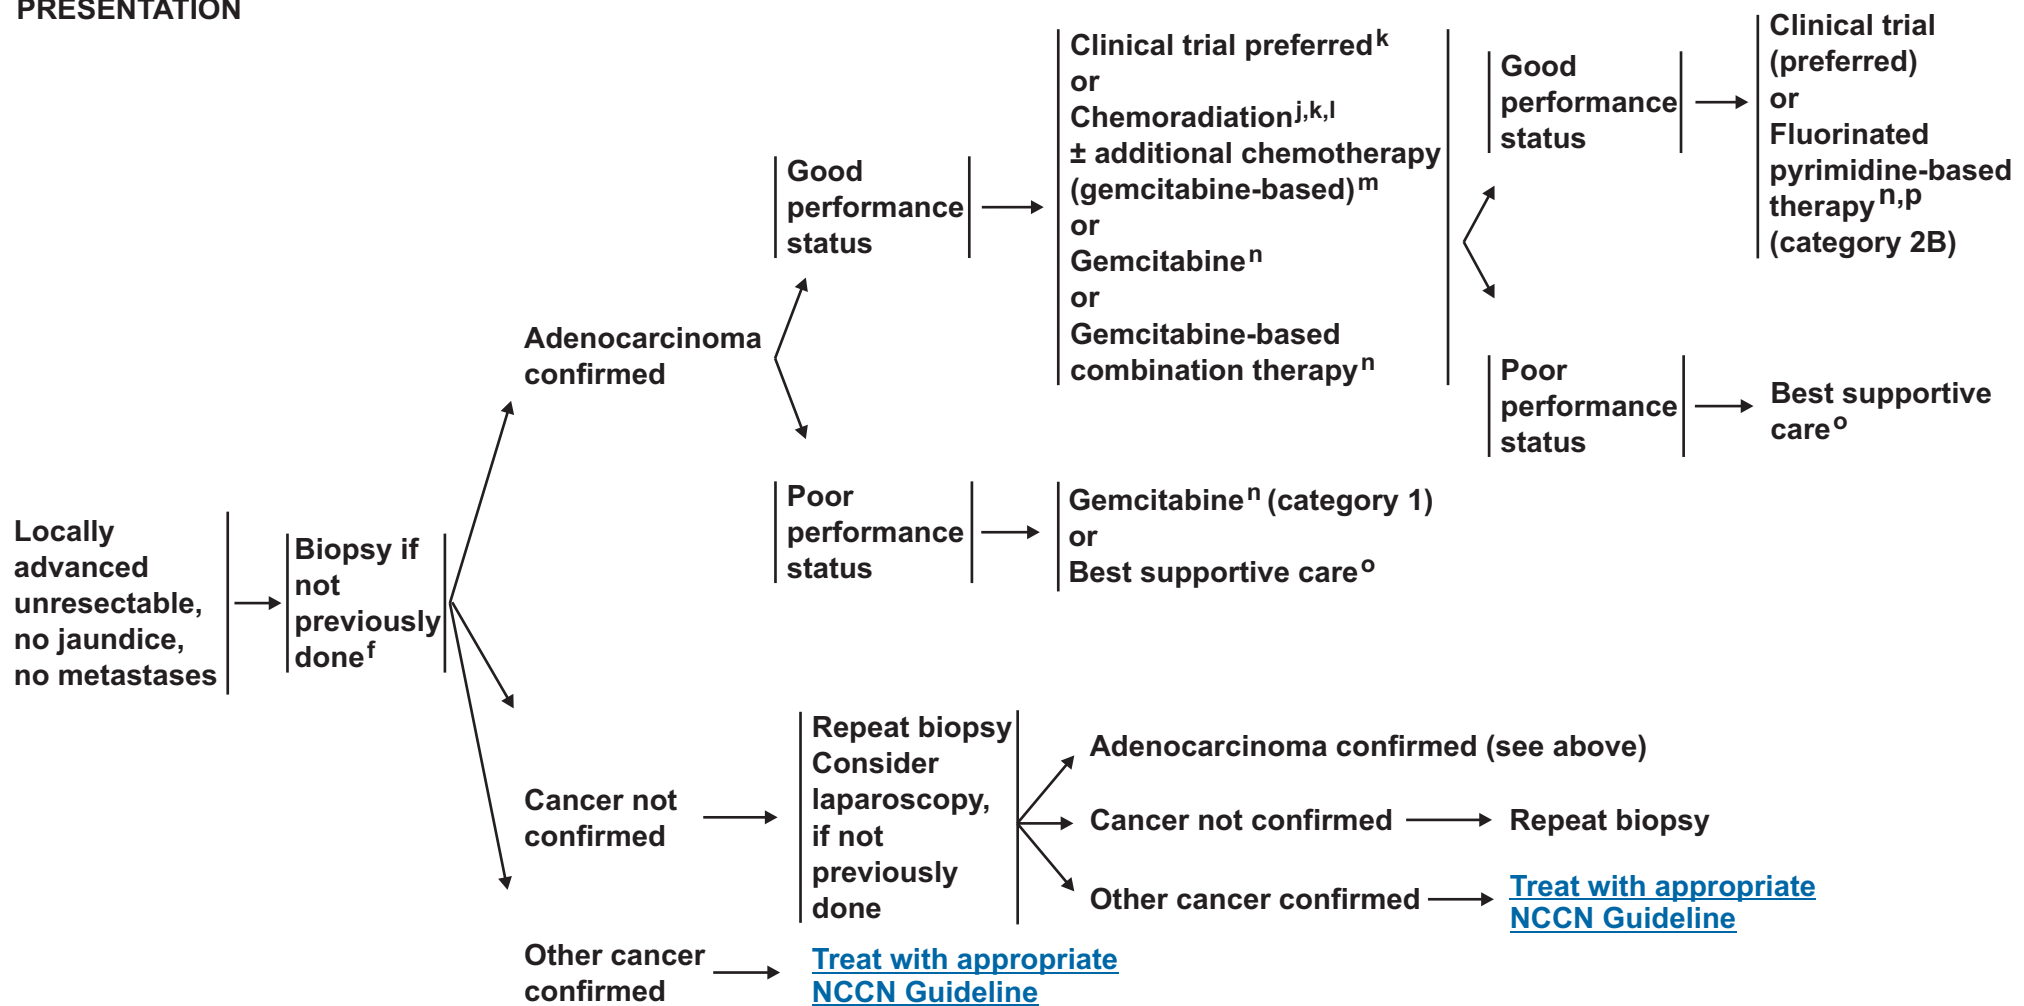 PRESENTATION
Locally
advanced
unresectable,
no jaundice,
no metastases
Biopsy if
not
previously
done f
Adenocarcinoma
confirmed
Good
performance
status
Clinical trial preferred k
or
Chemoradiation j,k,l
± additional chemotherapy
(gemcitabine-based) m
or
Gemcitabine n
or
Gemcitabine-based
combination therapy n
Good
performance
status
Clinical trial
(preferred)
or
Fluorinated
pyrimidine-based
therapy n,p
(category 2B)
Poor
performance
status
Best supportive
care o
Poor
performance
status
Gemcitabine n (category 1)
or
Best supportive care o
Cancer not
confirmed
Repeat biopsy
Consider
laparoscopy,
if not
previously
done
Adenocarcinoma confirmed (see above)
Cancer not confirmed
Repeat biopsy
Other cancer confirmed
Treat with appropriate
NCCN Guideline
Other cancer
confirmed
Treat with appropriate
NCCN Guideline